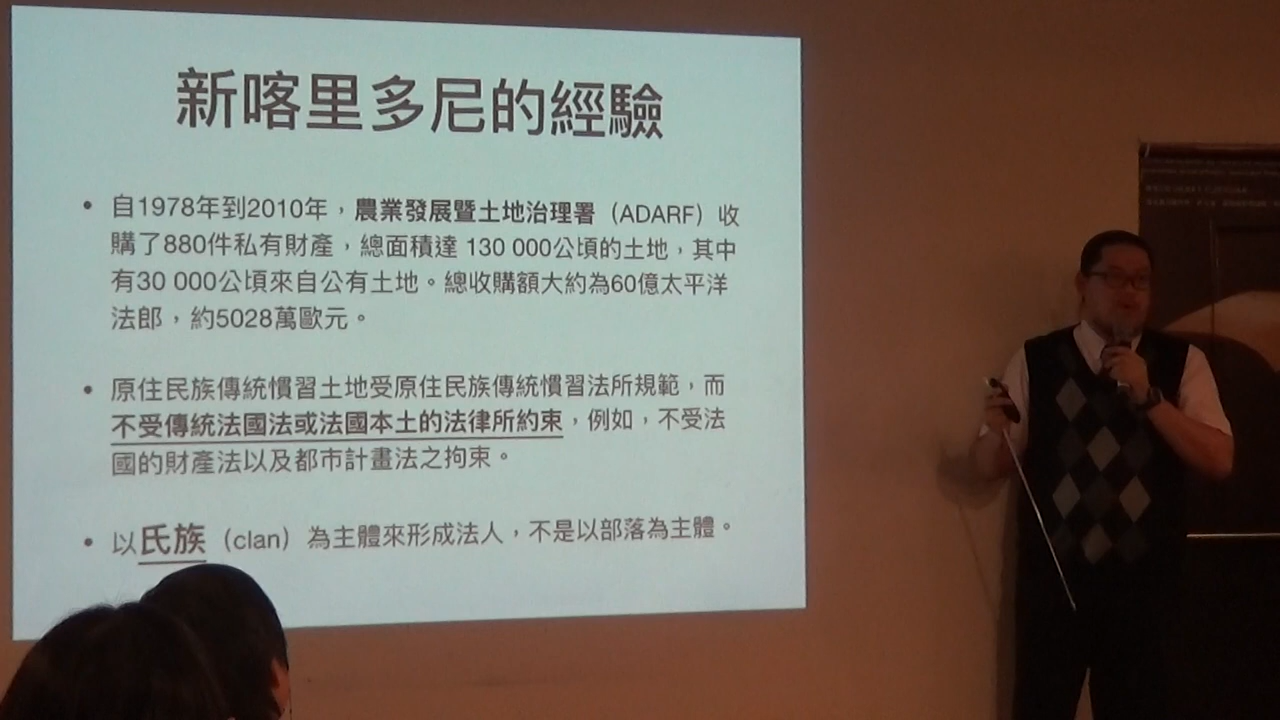 新喀里多尼的經驗
• 自1978年到2010年，農業發展暨土地治理署（ADARF）收
購了880件私有財產，總面積達 130 000公頃的土地，其中
有30 000公頃來自公有土地。總收購額大約為60億太平洋
法郎，約5028萬歐元。
• 原住民族傳統慣習土地受原住民族傳統慣習法所規範，而
不受傳統法國法或法國本土的法律所約束，例如，不受法
國的財產法以及都市計畫法之拘束。
• 以氏族（clan）為主體來形成法人，不是以部落為主體。